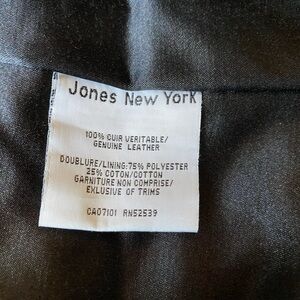 Jones New York
100% CUIR VERITABLE/
GENUINE LEATHER
DOUBLURE/LINING:75% POLYESTER
25% COTON/COTTON
GARNITURE NON COMPRISE/
EXLUSIVE OF TRIMS
CA07101 RN52539